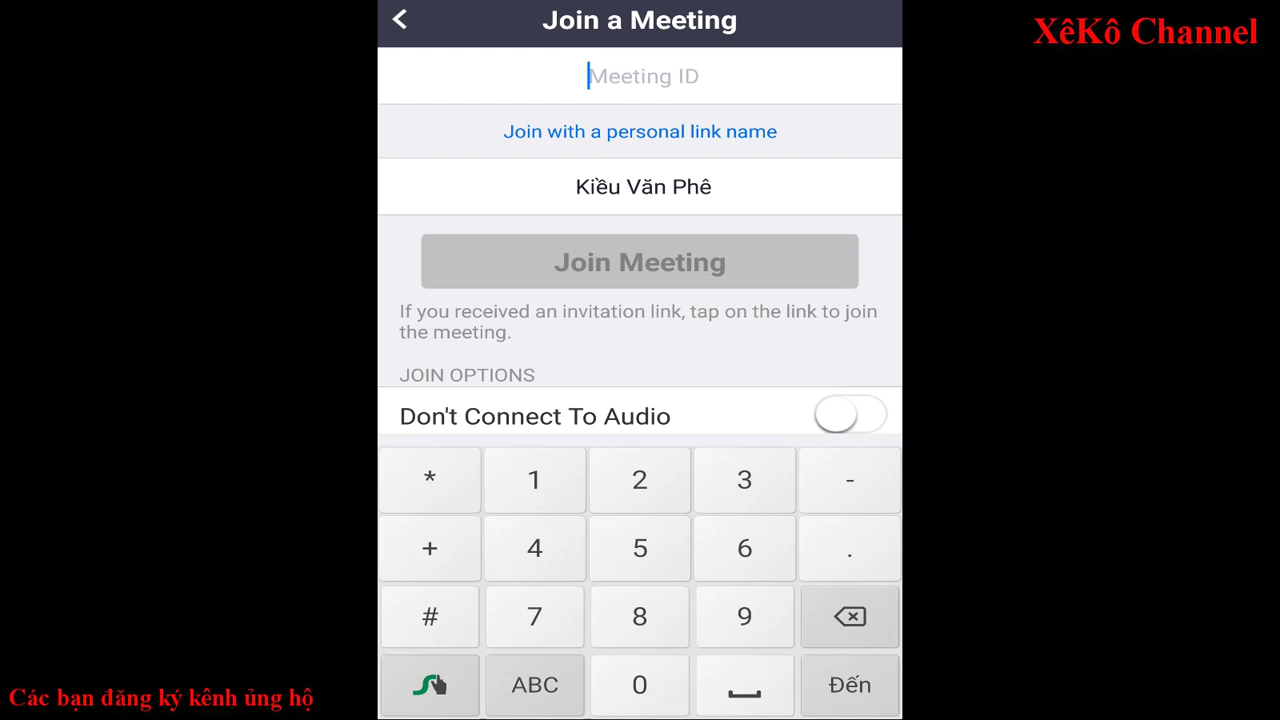 Join a Meeting
XêKô Channel
Meeting ID
Join with a personal link name
Kiều Văn Phê
Join Meeting
If you received an invitation link, tap on the link to join
the meeting.
JOIN OPTIONS
Don't Connect To Audio
* 1 2 3 -
+ 4 5 6 .
# 7 8 9
ABC 0 Đến
Các bạn đăng ký kênh ủng hộ